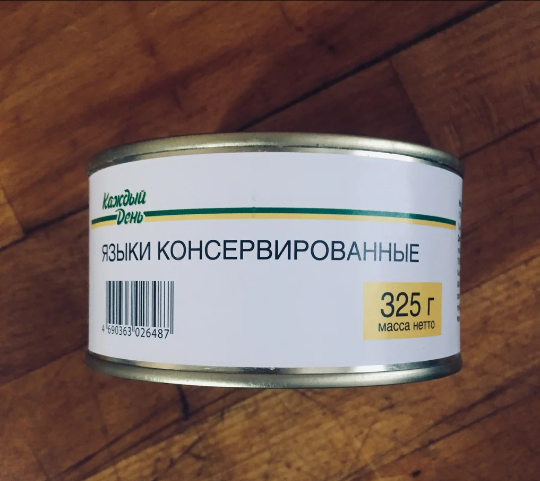 Каждый
День
ЯЗЫКИ КОНСЕРВИРОВАННЫЕ
325 г
масса нетто
4 690363 026487